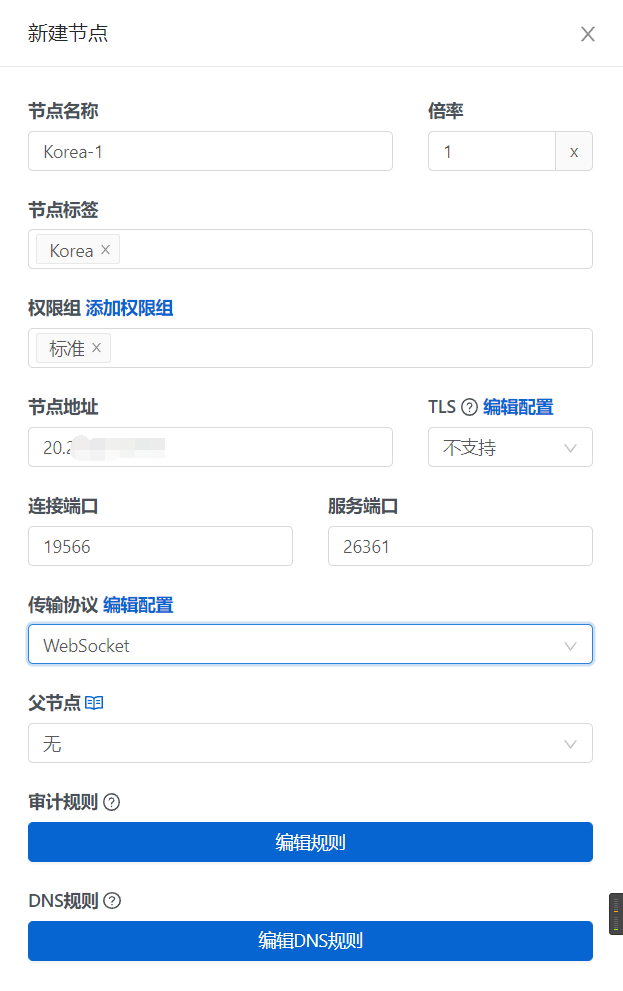 新建节点
节点名称 倍率
Korea-1 1 x
节点标签
Korea
权限组 添加权限组
标准
节点地址 TLS 编辑配置
20.2 不支持
连接端口 服务端口
19566 26361
传输协议 编辑配置
WebSocket
父节点
无
审计规则
编辑规则
DNS规则
编辑DNS规则